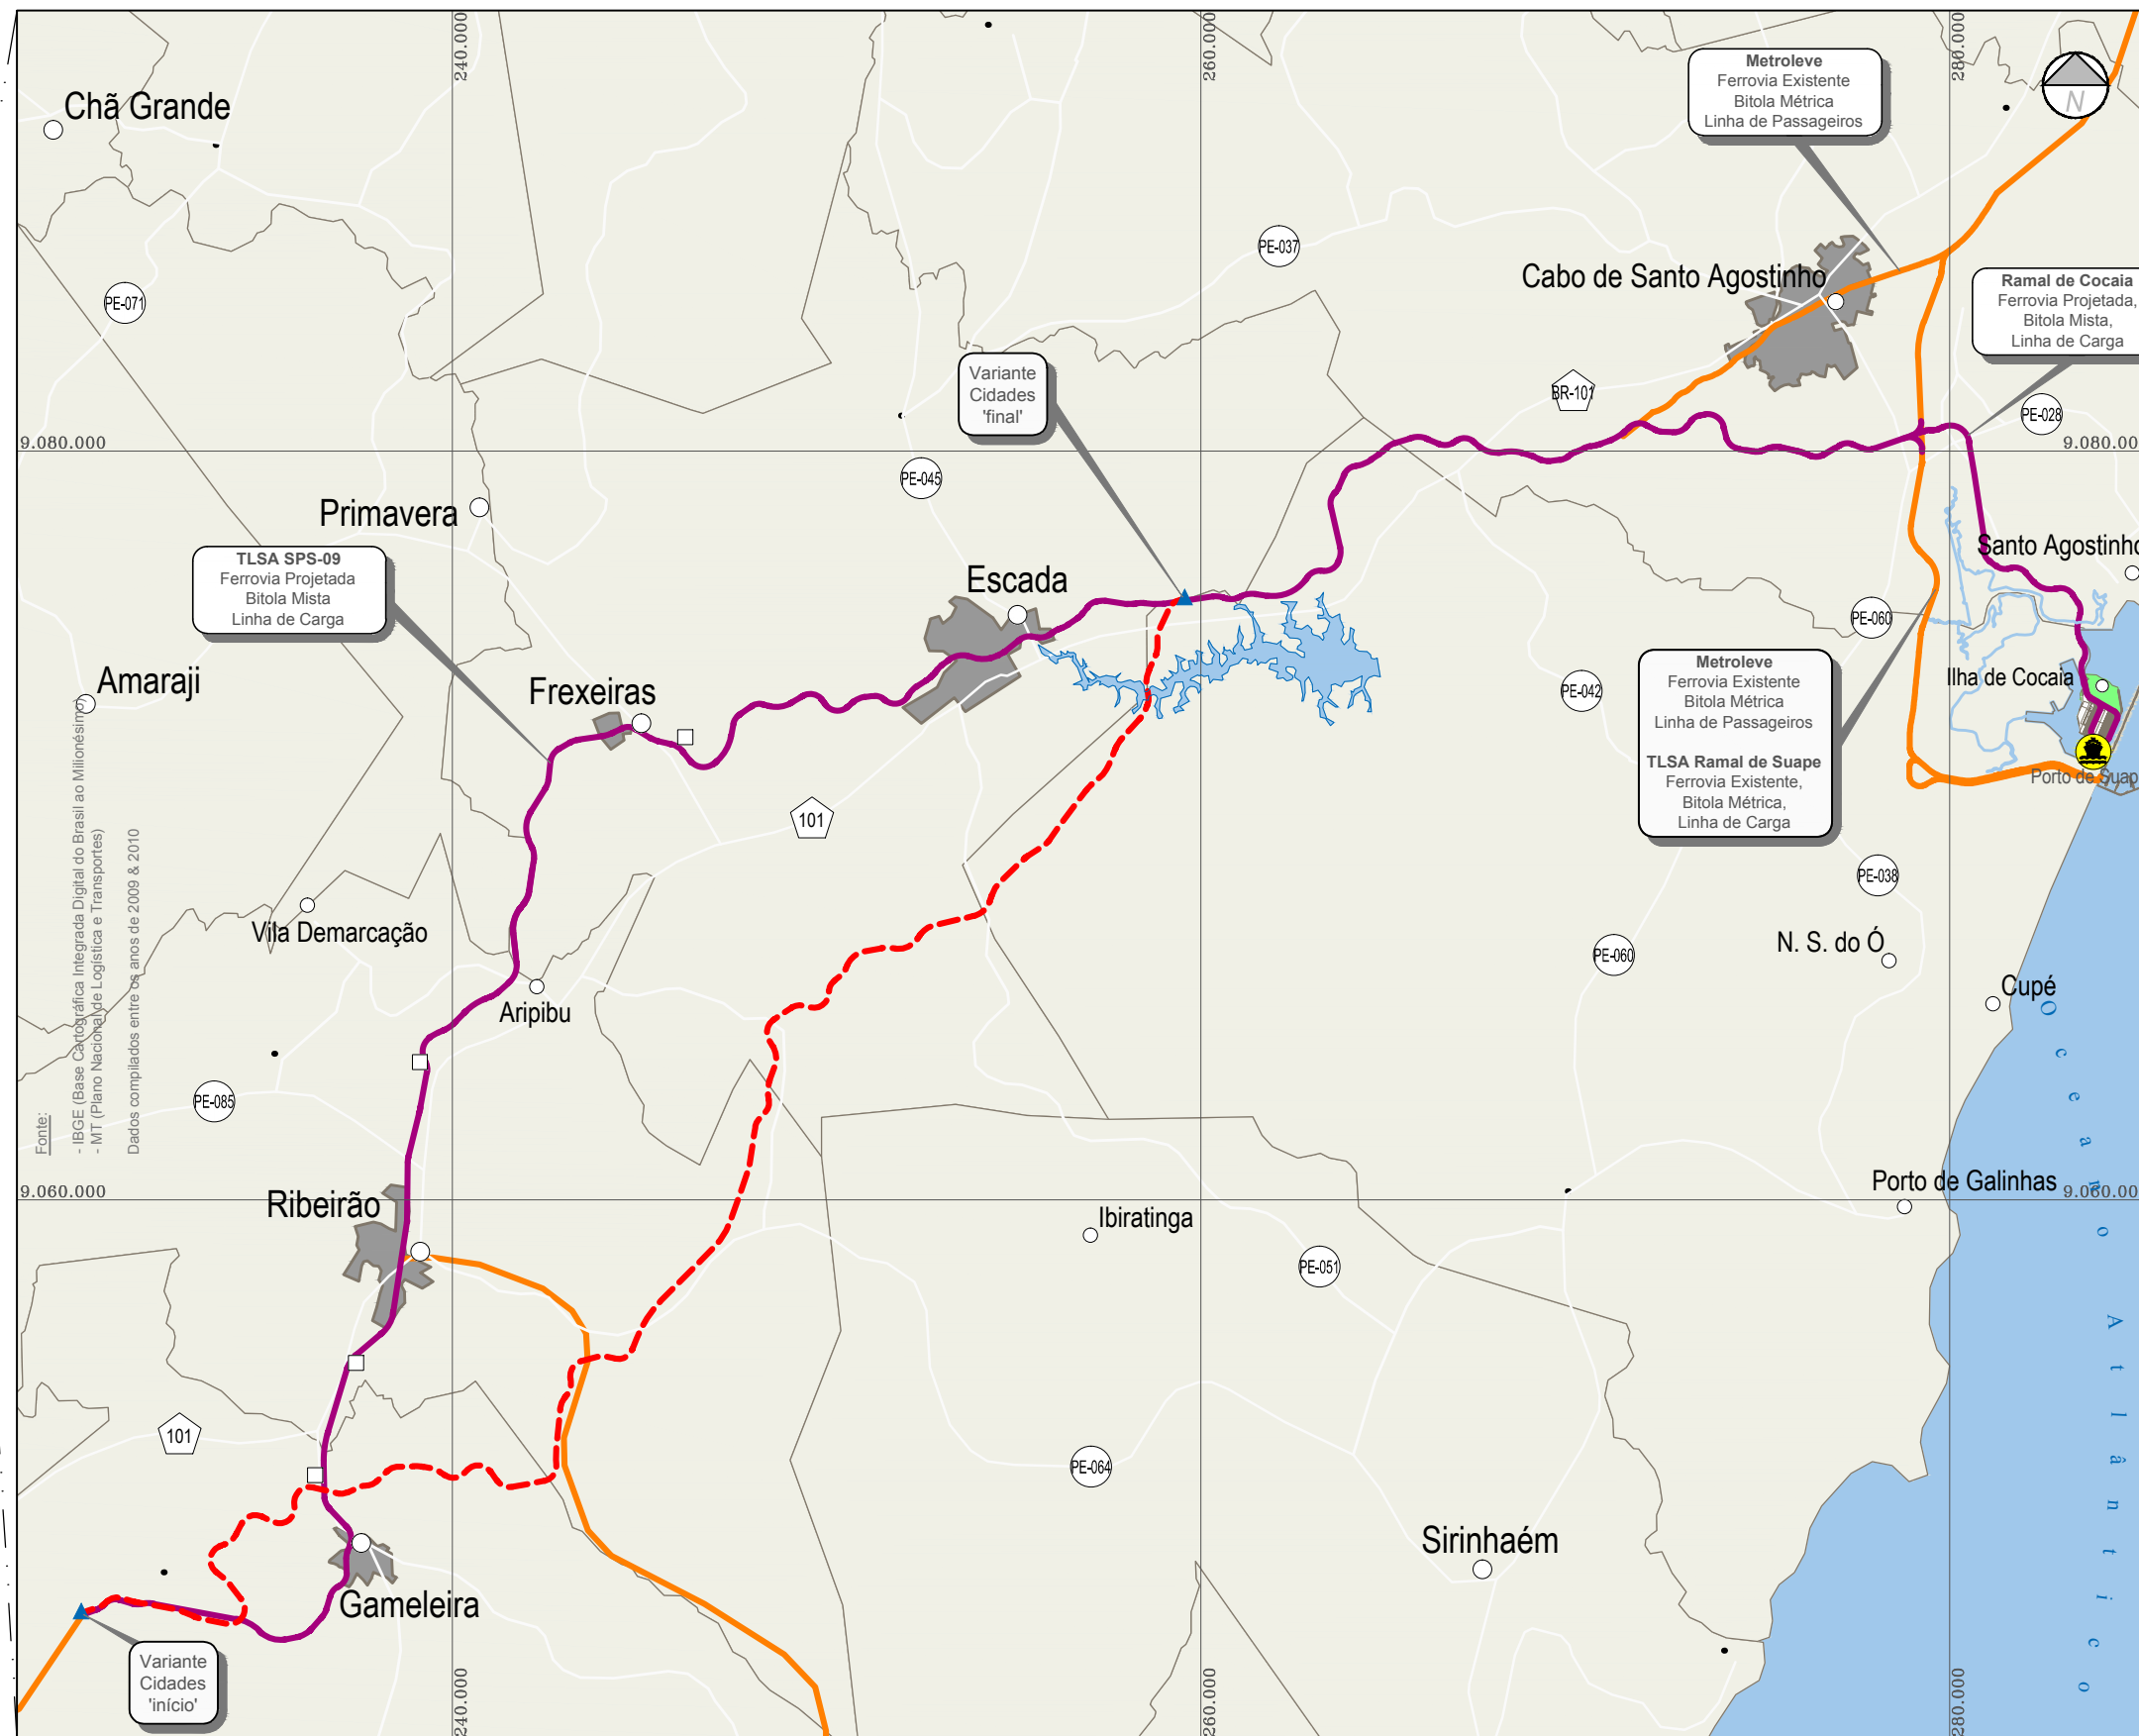 240.000
260.000
280.000
Chã Grande
Metroleve
Ferrovia Existente
Bitola Métrica
Linha de Passageiros
N
PE-071
PE-037
Cabo de Santo Agostinho
Ramal de Cocaia
Ferrovia Projetada,
Bitola Mista,
Linha de Carga
Variante
Cidades
'final'
BR-101
PE-028
9.080.000
9.080.00
PE-045
Primavera
TLSA SPS-09
Ferrovia Projetada
Bitola Mista
Linha de Carga
Escada
Santo Agostinho
PE-060
Amaraji
Frexeiras
PE-042
Ilha de Cocaia
Metroleve
Ferrovia Existente
Bitola Métrica
Linha de Passageiros
TLSA Ramal de Suape
Ferrovia Existente,
Bitola Métrica,
Linha de Carga
Porto de Suap
101
PE-038
Vila Demarcação
N. S. do Ó
PE-060
Aripibu
Cupé
Fonte:
- IBGE (Base Cartográfica Integrada Digital do Brasil ao Milionésimo)
- MT (Plano Nacional de Logística e Transportes)
Dados compilados entre os anos de 2009 & 2010
PE-085
Oceano Atlântico
9.060.000
Porto de Galinhas
9.060.00
Ribeirão
Ibiratinga
PE-051
101
PE-064
Sirinhaém
Gameleira
Variante
Cidades
'início'
240.000
260.000
280.000